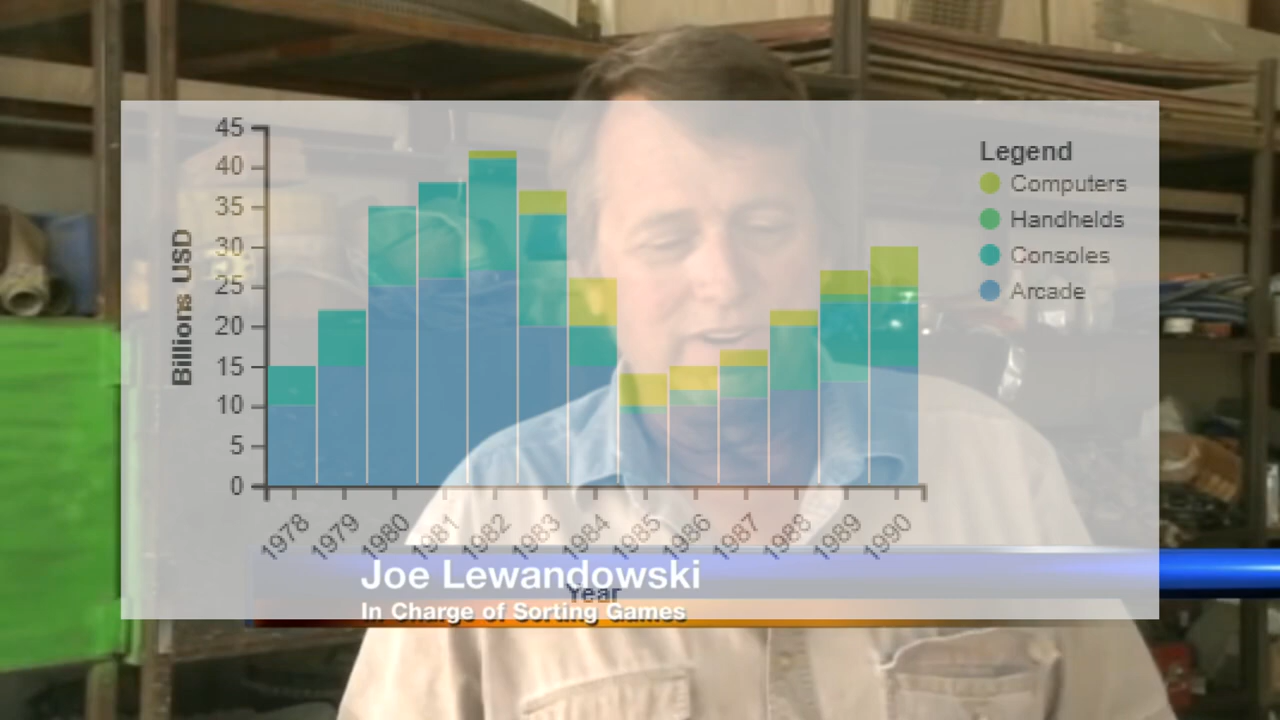 45
40
35
30
25
20
15
10
5
0
Billions USD
Legend
Computers
Handhelds
Consoles
Arcade
1978 1979 1980 1981 1982 1983 1984 1985 1986 1987 1988 1989 1990
Year
Joe Lewandowski
In Charge of Sorting Games